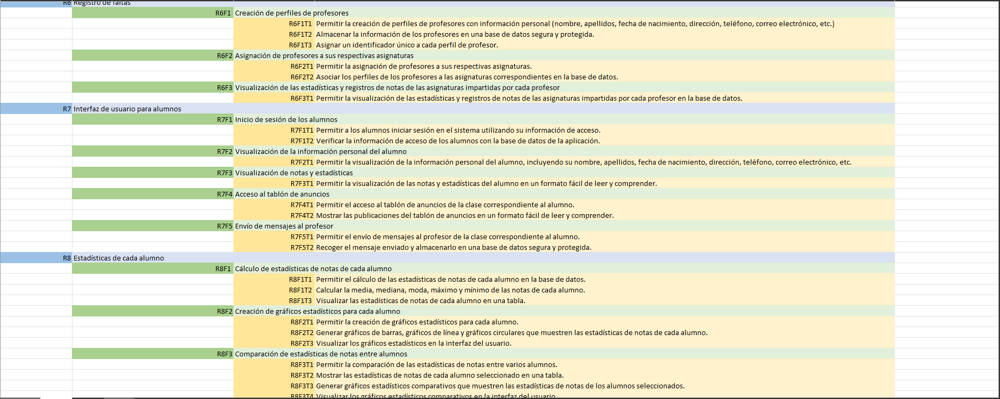 R6 Registro de faltas
R6F1 Creación de perfiles de profesores
R6F1T1 Permitir la creación de perfiles de profesores con información personal (nombre, apellidos, fecha de nacimiento, dirección, teléfono, correo electrónico, etc.)
R6F1T2 Almacenar la información de los profesores en una base de datos segura y protegida.
R6F1T3 Asignar un identificador único a cada perfil de profesor.
R6F2 Asignación de profesores a sus respectivas asignaturas
R6F2T1 Permitir la asignación de profesores a sus respectivas asignaturas.
R6F2T2 Asociar los perfiles de los profesores a las asignaturas correspondientes en la base de datos.
R6F3 Visualización de las estadísticas y registros de notas de las asignaturas impartidas por cada profesor
R6F3T1 Permitir la visualización de las estadísticas y registros de notas de las asignaturas impartidas por cada profesor en la base de datos.
R7 Interfaz de usuario para alumnos
R7F1 Inicio de sesión de los alumnos
R7F1T1 Permitir a los alumnos iniciar sesión en el sistema utilizando su información de acceso.
R7F1T2 Verificar la información de acceso de los alumnos con la base de datos de la aplicación.
R7F2 Visualización de la información personal del alumno
R7F2T1 Permitir la visualización de la información personal del alumno, incluyendo su nombre, apellidos, fecha de nacimiento, dirección, teléfono, correo electrónico, etc.
R7F3 Visualización de notas y estadísticas
R7F3T1 Permitir la visualización de las notas y estadísticas del alumno en un formato fácil de leer y comprender.
R7F4 Acceso al tablón de anuncios
R7F4T1 Permitir el acceso al tablón de anuncios de la clase correspondiente al alumno.
R7F4T2 Mostrar las publicaciones del tablón de anuncios en un formato fácil de leer y comprender.
R7F5 Envío de mensajes al profesor
R7F5T1 Permitir el envío de mensajes al profesor de la clase correspondiente al alumno.
R7F5T2 Recoger el mensaje enviado y almacenarlo en una base de datos segura y protegida.
R8 Estadísticas de cada alumno
R8F1 Cálculo de estadísticas de notas de cada alumno
R8F1T1 Permitir el cálculo de las estadísticas de notas de cada alumno en la base de datos.
R8F1T2 Calcular la media, mediana, moda, máximo y mínimo de las notas de cada alumno.
R8F1T3 Visualizar las estadísticas de notas de cada alumno en una tabla.
R8F2 Creación de gráficos estadísticos para cada alumno
R8F2T1 Permitir la creación de gráficos estadísticos para cada alumno.
R8F2T2 Generar gráficos de barras, gráficos de línea y gráficos circulares que muestren las estadísticas de notas de cada alumno.
R8F2T3 Visualizar los gráficos estadísticos en la interfaz del usuario.
R8F3 Comparación de estadísticas de notas entre alumnos
R8F3T1 Permitir la comparación de las estadísticas de notas entre varios alumnos.
R8F3T2 Mostrar las estadísticas de notas de cada alumno seleccionado en una tabla.
R8F3T3 Generar gráficos estadísticos comparativos que muestren las estadísticas de notas de los alumnos seleccionados.
R8F3T4 Visualizar los gráficos estadísticos comparativos en la interfaz del usuario.